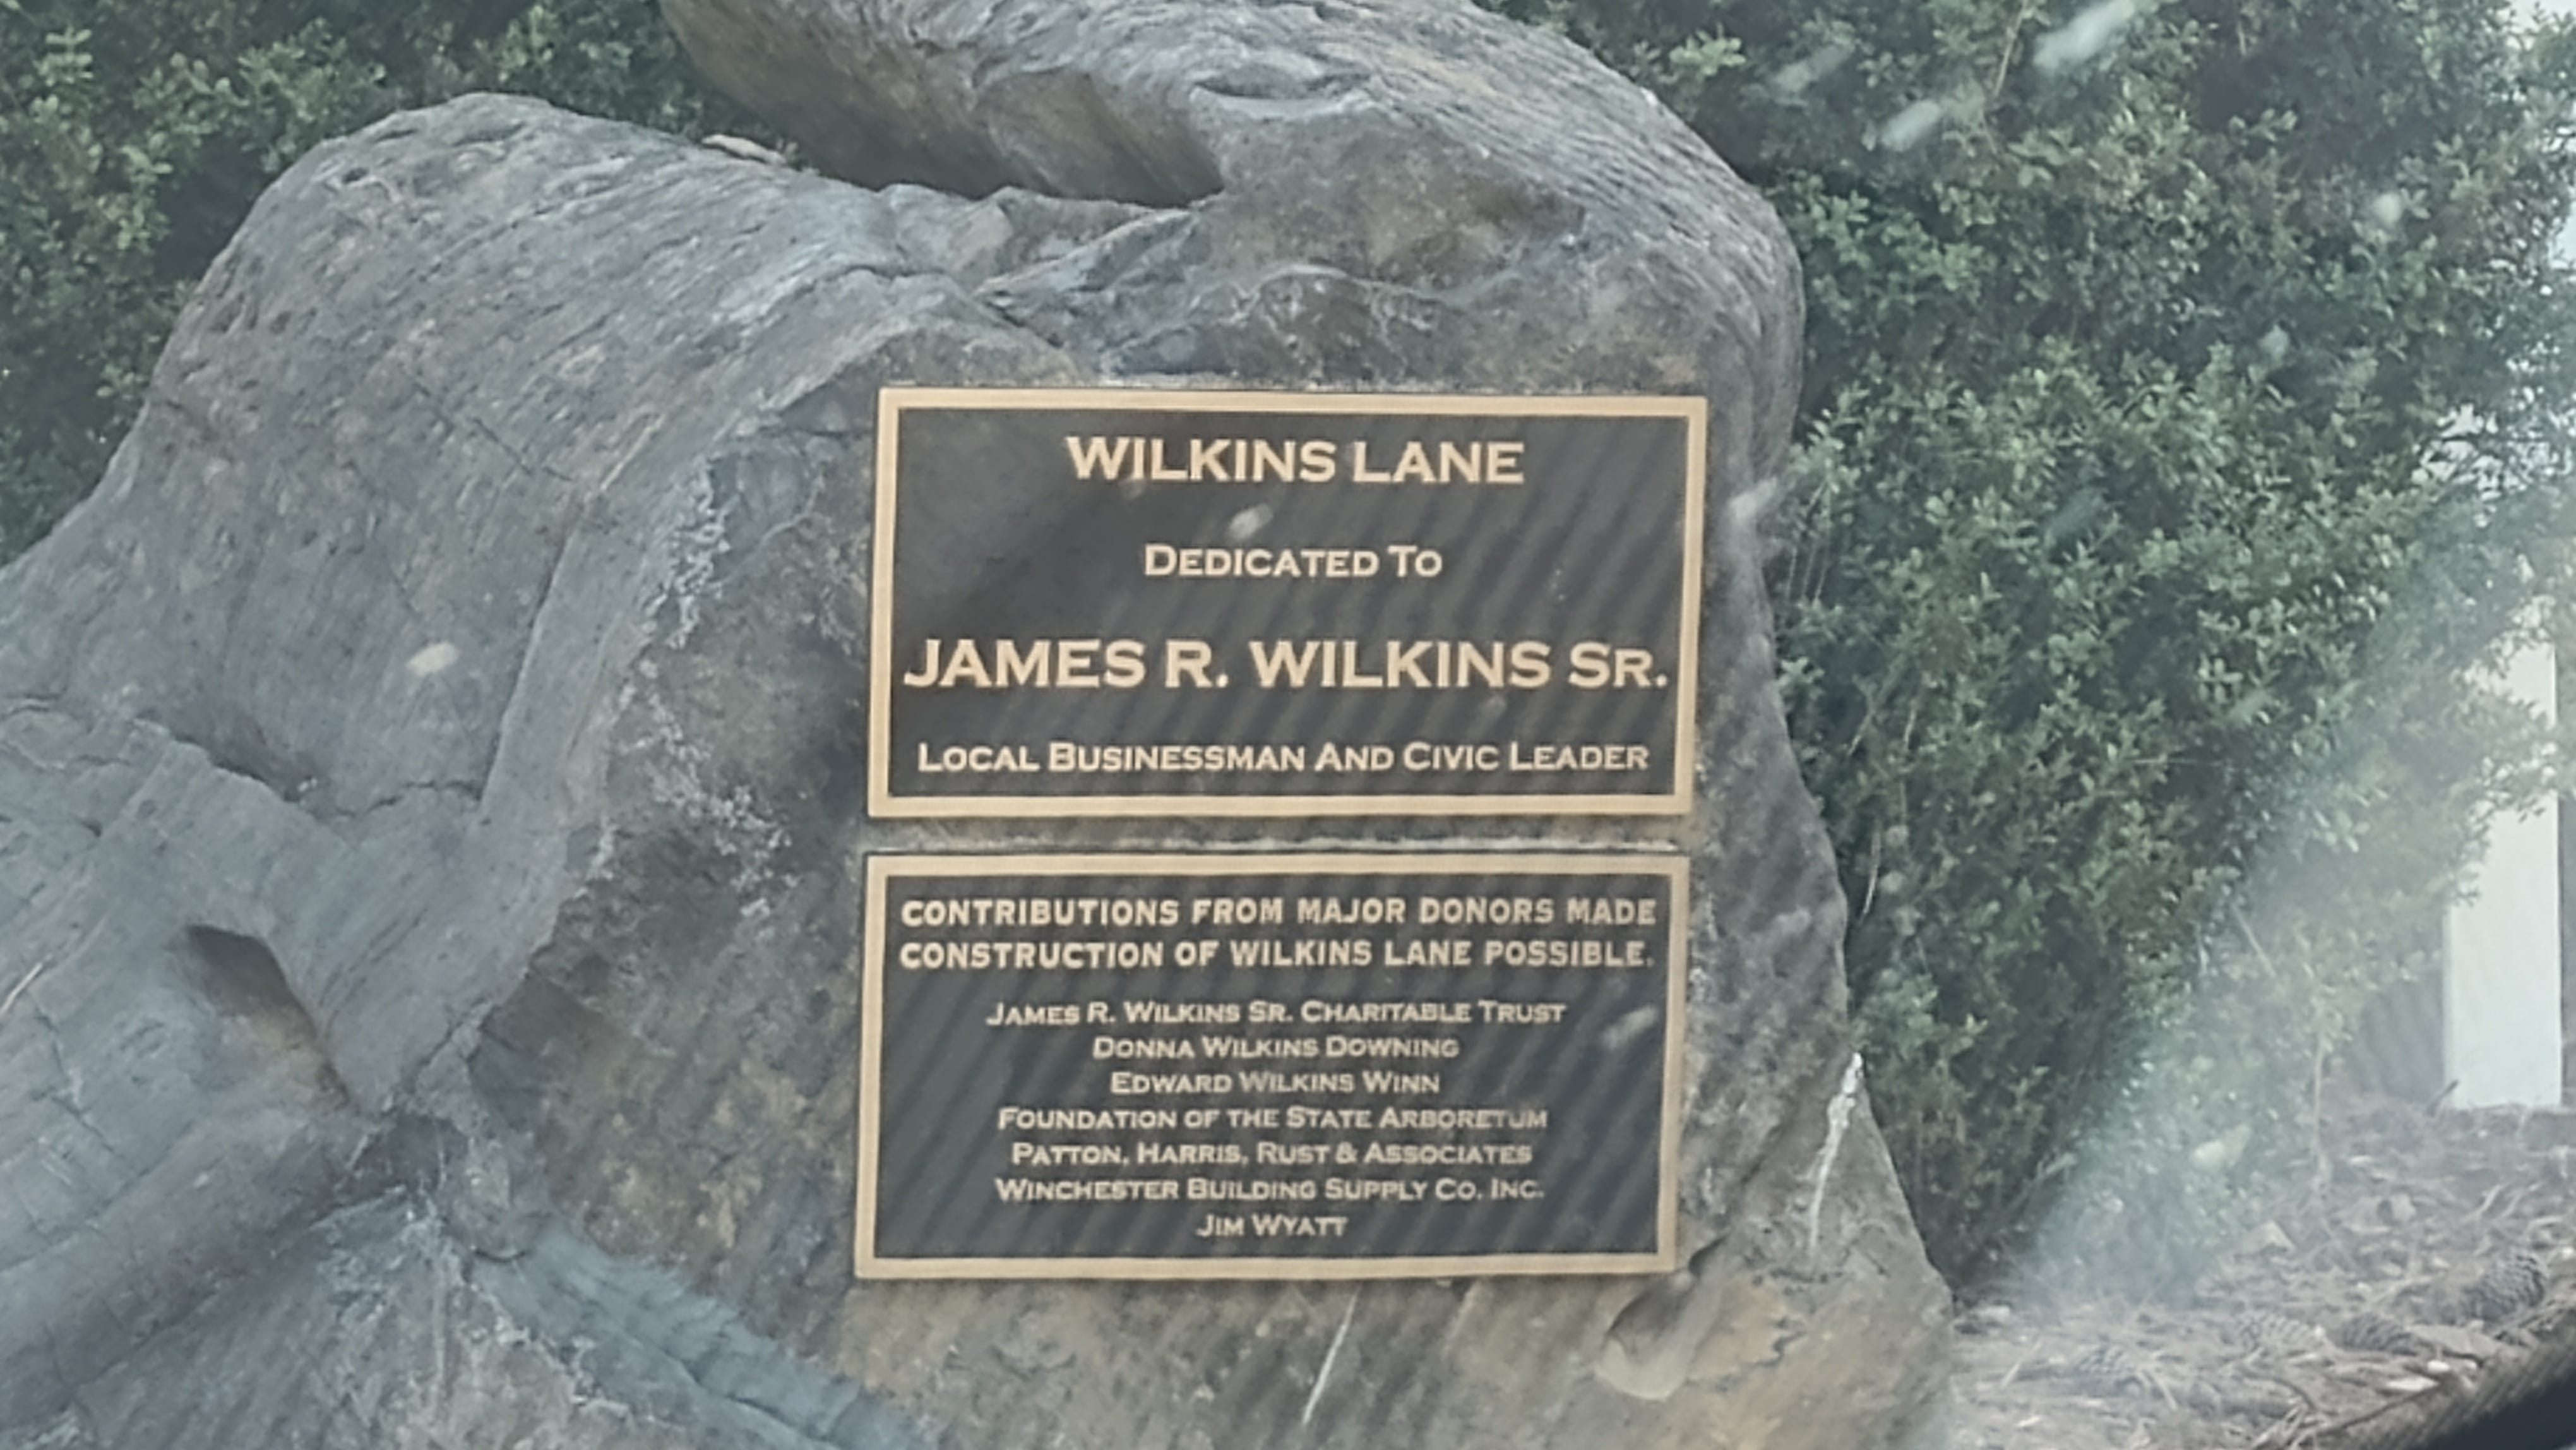 WILKINS LANE
DEDICATED TO
JAMES R. WILKINS SR.
LOCAL BUSINESSMAN AND CIVIC LEADER
CONTRIBUTIONS FROM MAJOR DONORS MADE
CONSTRUCTION OF WILKINS LANE POSSIBLE.
JAMES R. WILKINS SR. CHARITABLE TRUST
DONNA WILKINS DOWNING
EDWARD WILKINS WINN
FOUNDATION OF THE STATE ARBORETUM
PATTON, HARRIS, RUST & ASSOCIATES
WINCHESTER BUILDING SUPPLY CO. INC.
JIM WYATT